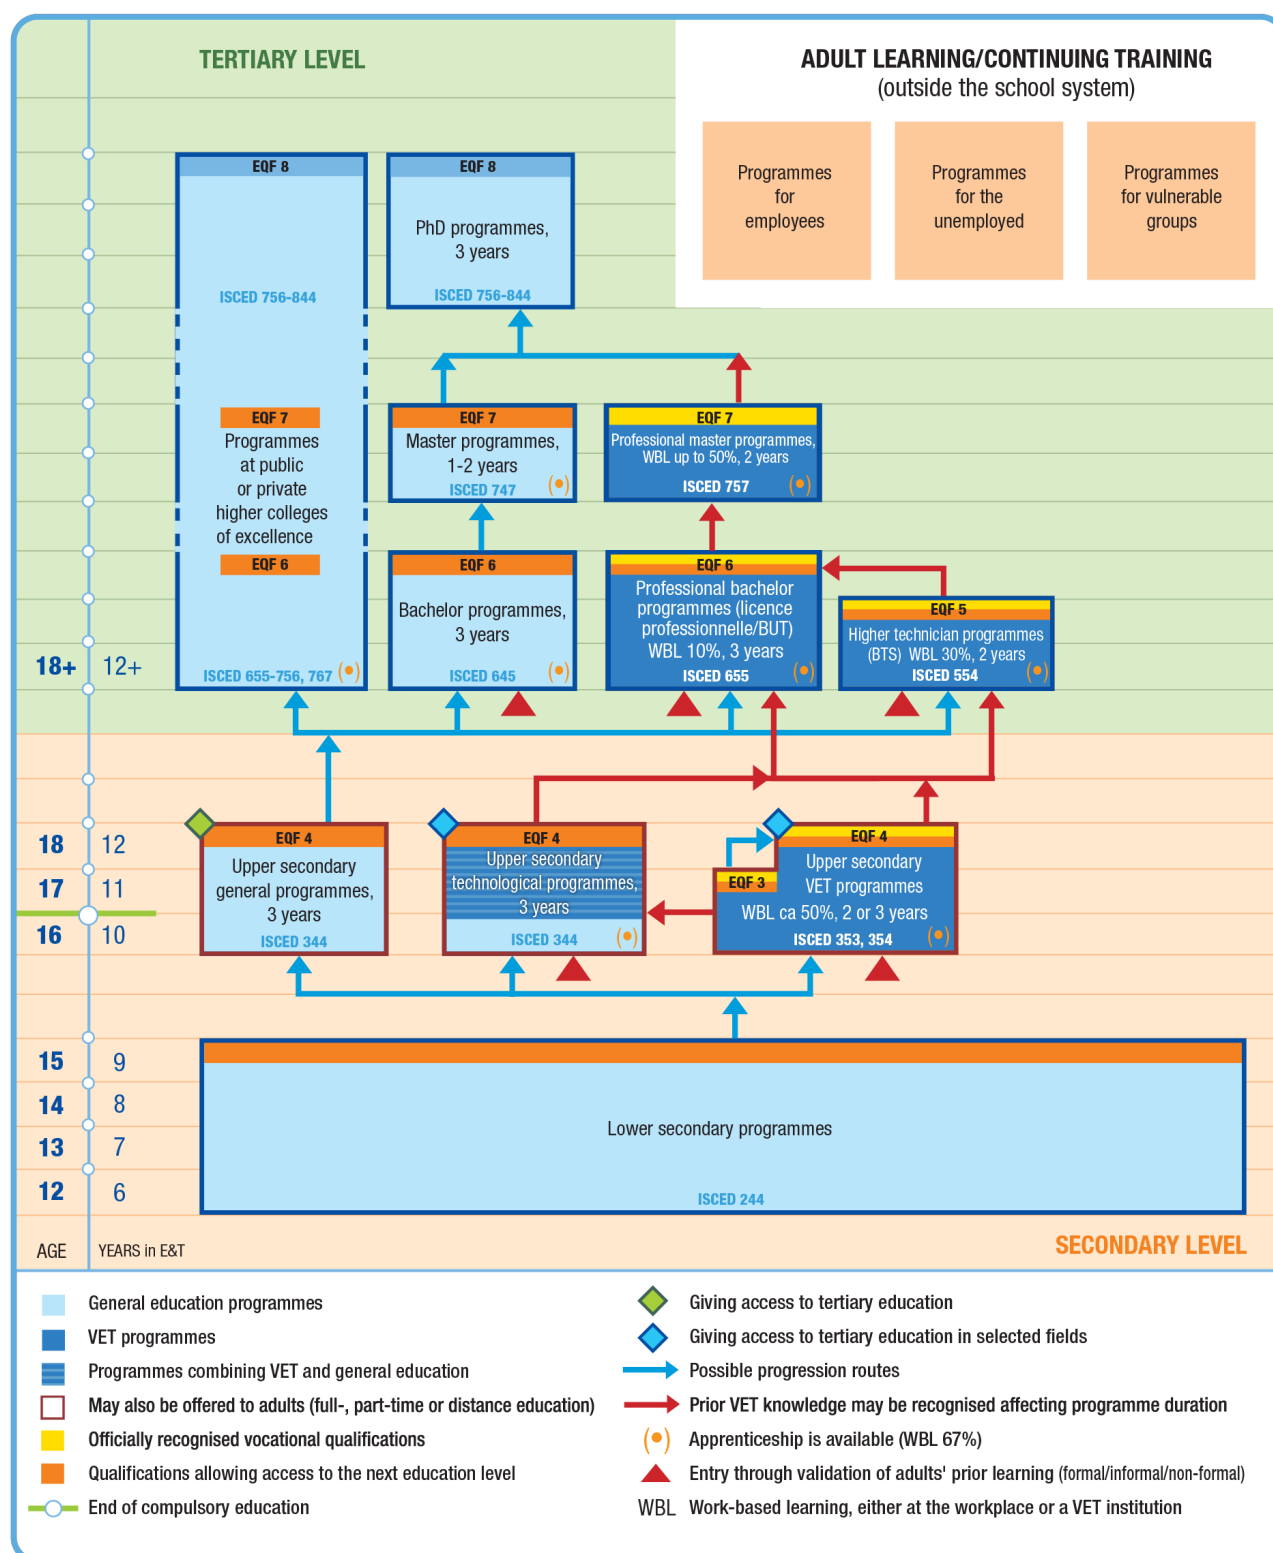 TERTIARY LEVEL
ADULT LEARNING/CONTINUING TRAINING
(outside the school system)
Programmes
for
employees
Programmes
for the
unemployed
Programmes
for vulnerable
groups
EQF 8
ISCED 756-844
EQF 7
Programmes
at public
or private
higher colleges
of excellence
EQF 6
ISCED 655-756, 767
EQF 8
PhD programmes,
3 years
ISCED 756-844
EQF 7
Master programmes,
1-2 years
ISCED 747
EQF 7
Professional master programmes,
WBL up to 50%, 2 years
ISCED 757
EQF 6
Bachelor programmes,
3 years
ISCED 645
EQF 6
Professional bachelor
programmes (licence
professionnelle/BUT)
WBL 10%, 3 years
ISCED 655
EQF 5
Higher technician programmes
(BTS) WBL 30%, 2 years
ISCED 554
18+ 12+
EQF 4
Upper secondary
general programmes,
3 years
ISCED 344
EQF 4
Upper secondary
technological programmes,
3 years
ISCED 344
EQF 4
EQF 3
Upper secondary
VET programmes
WBL ca 50%, 2 or 3 years
ISCED 353, 354
18 12
17 11
16 10
15 9
14 8
13 7
12 6
Lower secondary programmes
ISCED 244
AGE YEARS in E&T
SECONDARY LEVEL
General education programmes
VET programmes
Programmes combining VET and general education
May also be offered to adults (full-, part-time or distance education)
Officially recognised vocational qualifications
Qualifications allowing access to the next education level
End of compulsory education
Giving access to tertiary education
Giving access to tertiary education in selected fields
Possible progression routes
Prior VET knowledge may be recognised affecting programme duration
Apprenticeship is available (WBL 67%)
Entry through validation of adults' prior learning (formal/informal/non-formal)
WBL Work-based learning, either at the workplace or a VET institution